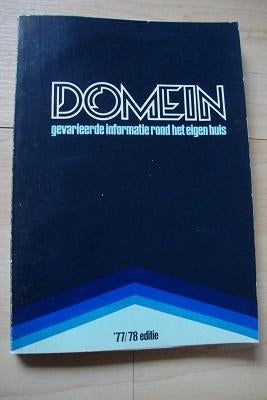 DOMEIN
gevarieerde informatie rond het eigen huis
'77/78 editie